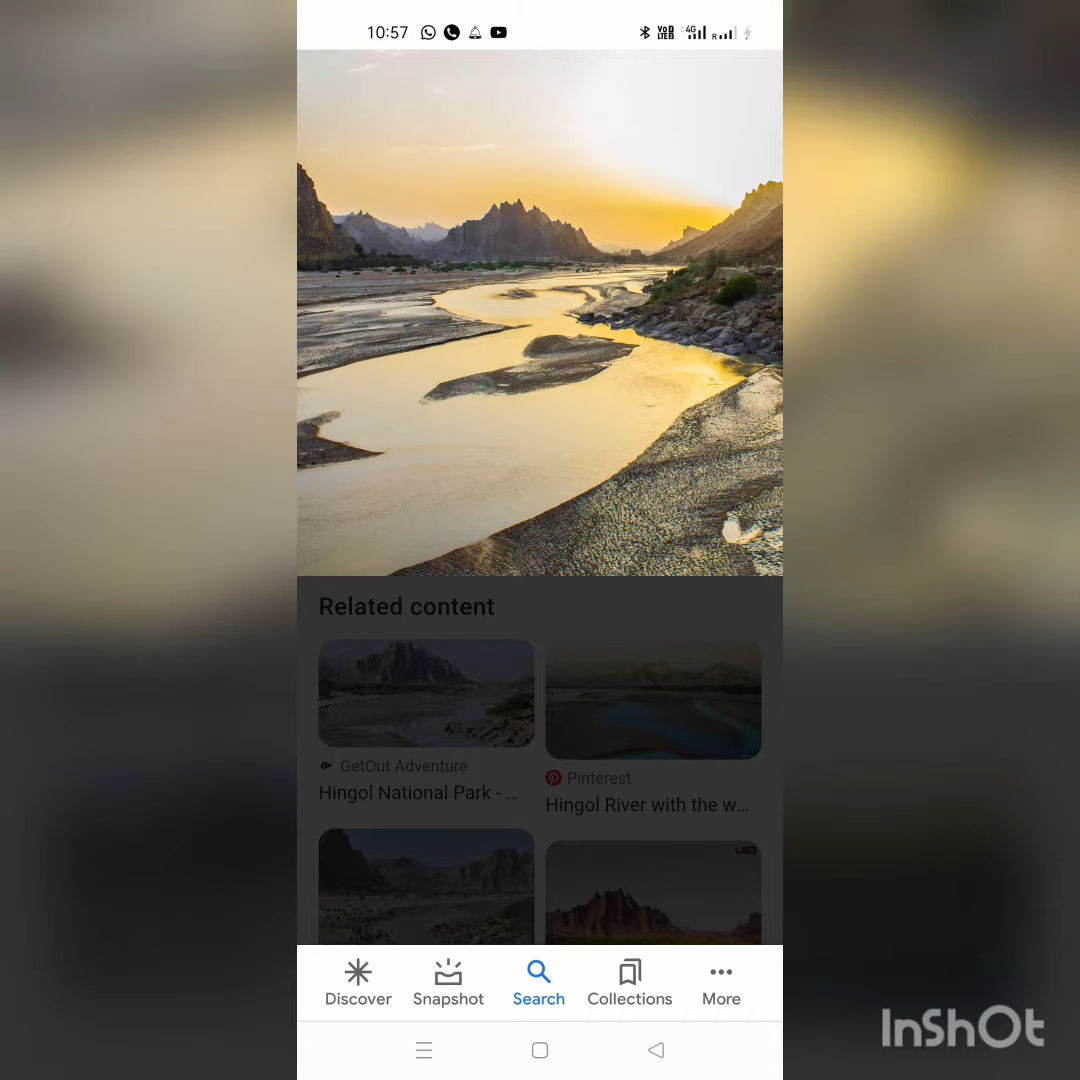 10:57
Related content
GetOut Adventure
Hingol National Park - ...
Pinterest
Hingol River with the w...
Discover
Snapshot
Search
Collections
More
InShOt